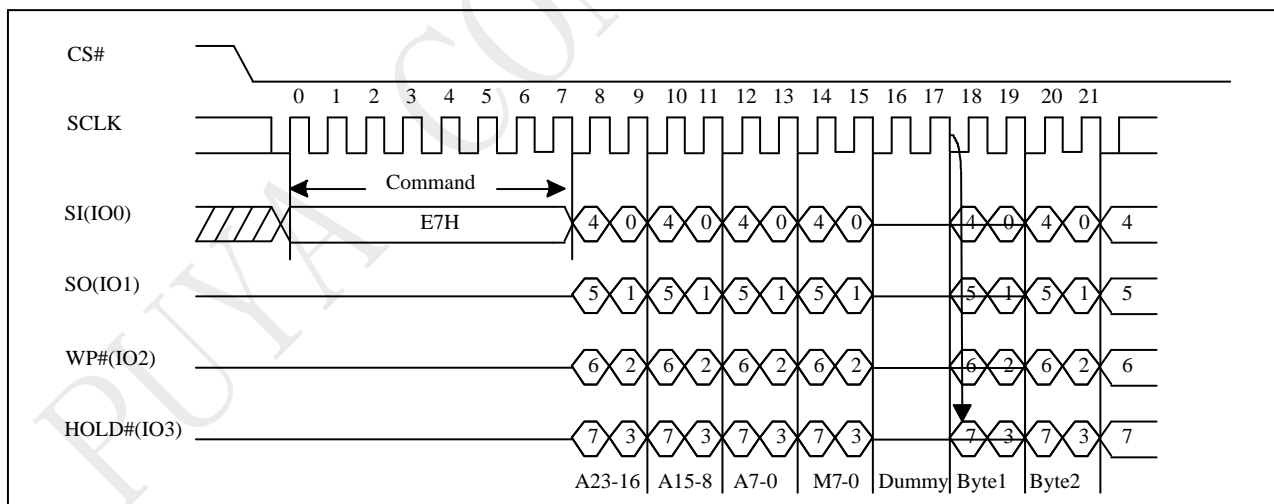 CS#
0 1 2 3 4 5 6 7 8 9 10 11 12 13 14 15 16 17 18 19 20 21
SCLK
Command
SI(IO0)
E7H 4 0 4 0 4 0 4 0 4 0 4 0 4
SO(IO1)
5 1 5 1 5 1 5 1 5 1 5 1 5
WP#(IO2)
6 2 6 2 6 2 6 2 6 2 6 2 6
HOLD#(IO3)
7 3 7 3 7 3 7 3 7 3 7 3 7
A23-16 A15-8 A7-0 M7-0 Dummy Byte1 Byte2
PUYA CON